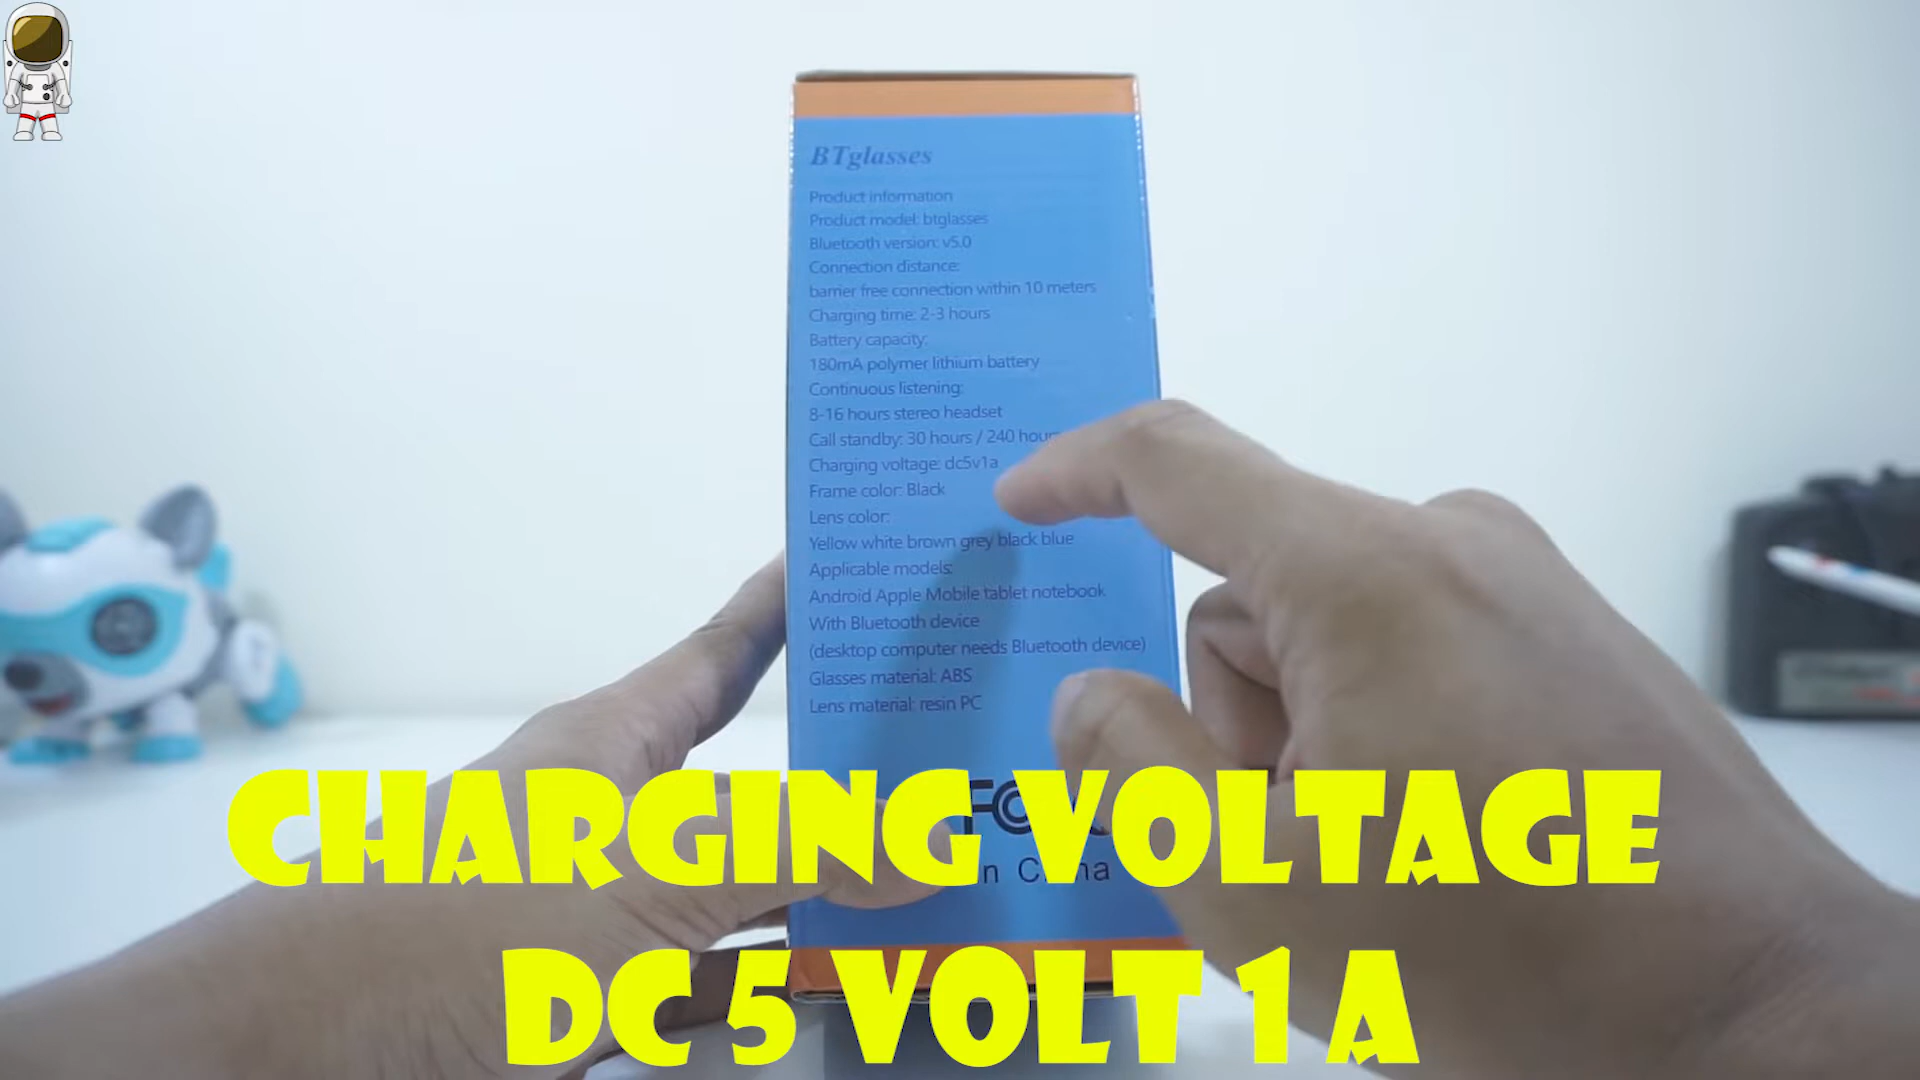 BTglasses
Product information
Product model: btglasses
Bluetooth version: v5.0
Connection distance:
barrier free connection within 10 meters
Charging time: 2-3 hours
Battery capacity:
180mA polymer lithium battery
Continuous listening:
8-16 hours stereo headset
Call standby: 30 hours / 240 hours
Charging voltage: dc5v1a
Frame color: Black
Lens color:
Yellow white brown grey black blue
Applicable models:
Android Apple Mobile tablet notebook
With Bluetooth device
(desktop computer needs Bluetooth device)
Glasses material: ABS
Lens material: resin PC
CHARGING VOLTAGE
DC 5 VOLT 1A